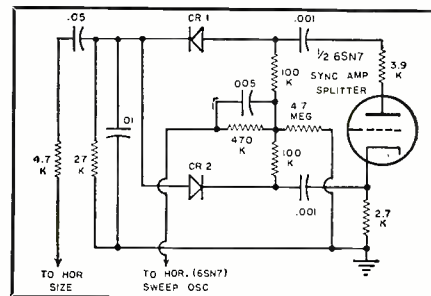 .05
CR 1
.001
1/2 6SN7
SYNC AMP
SPLITTER
3.9
K
100
K
.005
4.7
MEG
.01
470
K
4.7
K
27
K
CR 2
100
K
.001
2.7
K
TO HOR
SIZE
TO HOR. (6SN7)
SWEEP OSC